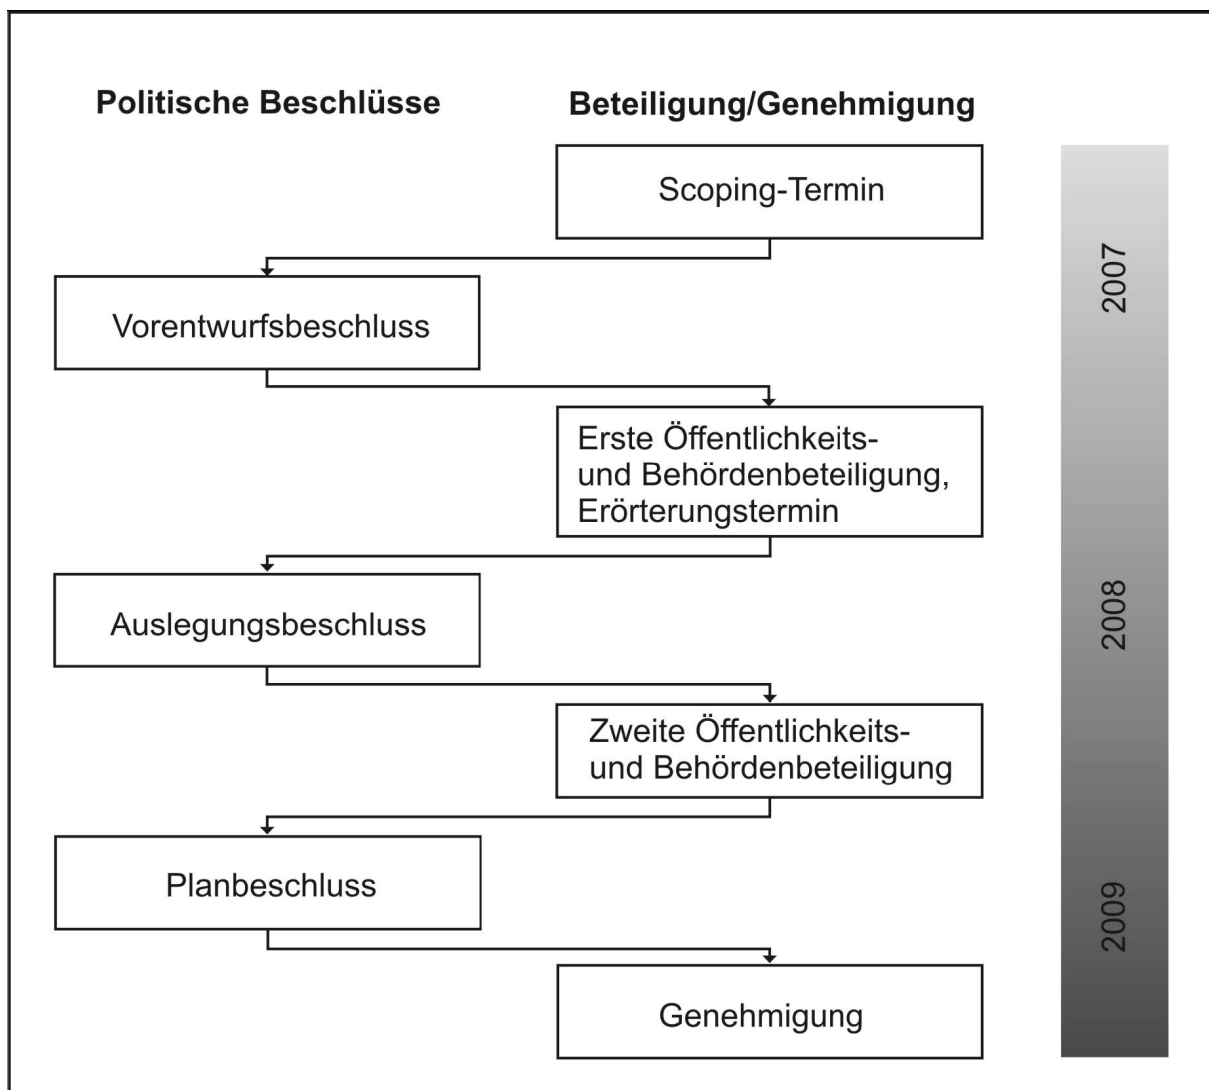 Politische Beschlüsse
Beteiligung/Genehmigung
Scoping-Termin
Vorentwurfsbeschluss
Erste Öffentlichkeits-
und Behördenbeteiligung,
Erörterungstermin
Auslegungsbeschluss
Zweite Öffentlichkeits-
und Behördenbeteiligung
Planbeschluss
Genehmigung
2007
2008
2009